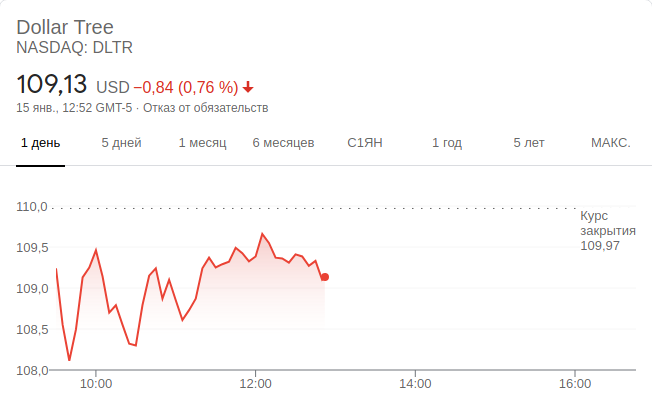 Dollar Tree
NASDAQ: DLTR
109,13 USD −0,84 (0,76 %)
15 янв., 12:52 GMT-5 · Отказ от обязательств
1 день 5 дней 1 месяц 6 месяцев С1ЯН 1 год 5 лет МАКС.
110,0
Курс
закрытия
109,97
109,5
109,0
108,5
108,0
10:00 12:00 14:00 16:00